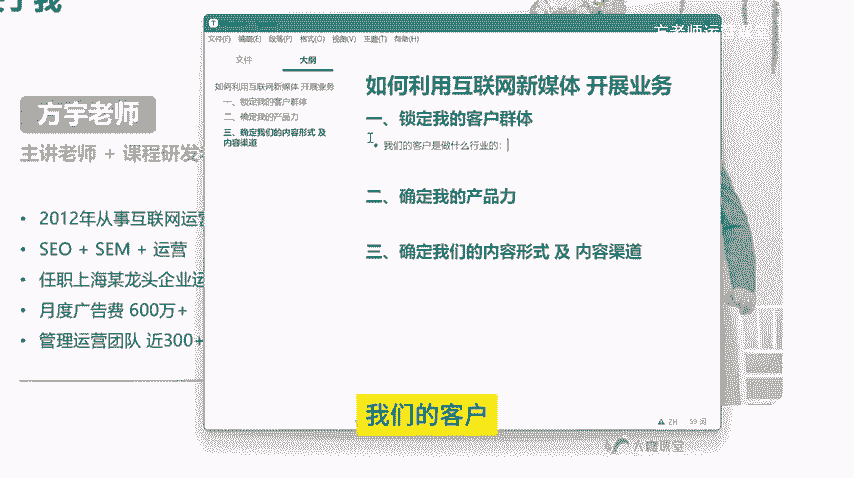 了我
方宇老师
主讲老师 + 课程研发
2012年从事互联网运营
SEO + SEM + 运营
任职上海某龙头企业运
月度广告费 600万+
管理运营团队 近300+
方老师运营课堂
文件(F) 编辑(E) 段落(P) 格式(O) 视图(V) 主题(T) 帮助(H)
文件 大纲
如何利用互联网新媒体 开展业务
一、锁定我的客户群体
二、确定我的产品力
三、确定我们的内容形式 及
内容渠道
如何利用互联网新媒体 开展业务
一、锁定我的客户群体
我们的客户是做什么行业的：
二、确定我的产品力
三、确定我们的内容形式 及 内容渠道
我们的客户
ZH 59 词